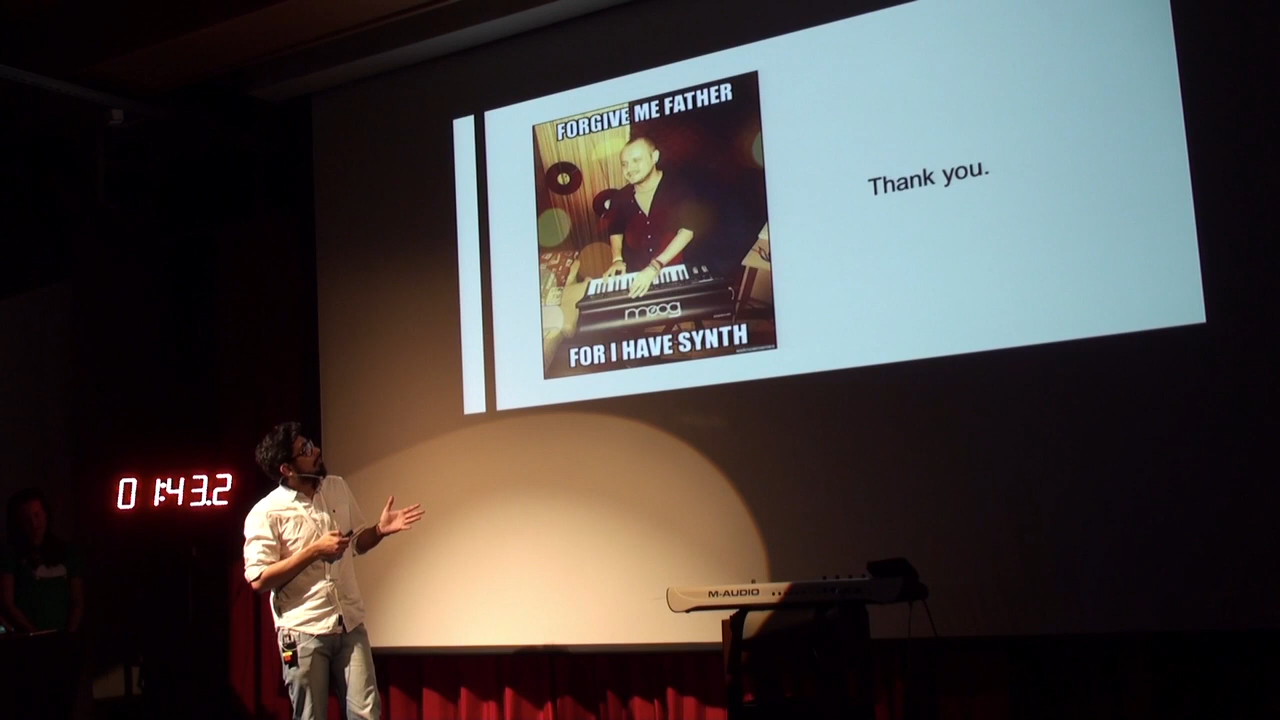 FORGIVE ME FATHER
moog
FOR I HAVE SYNTH
Thank you.
0 1:43.2
M-AUDIO